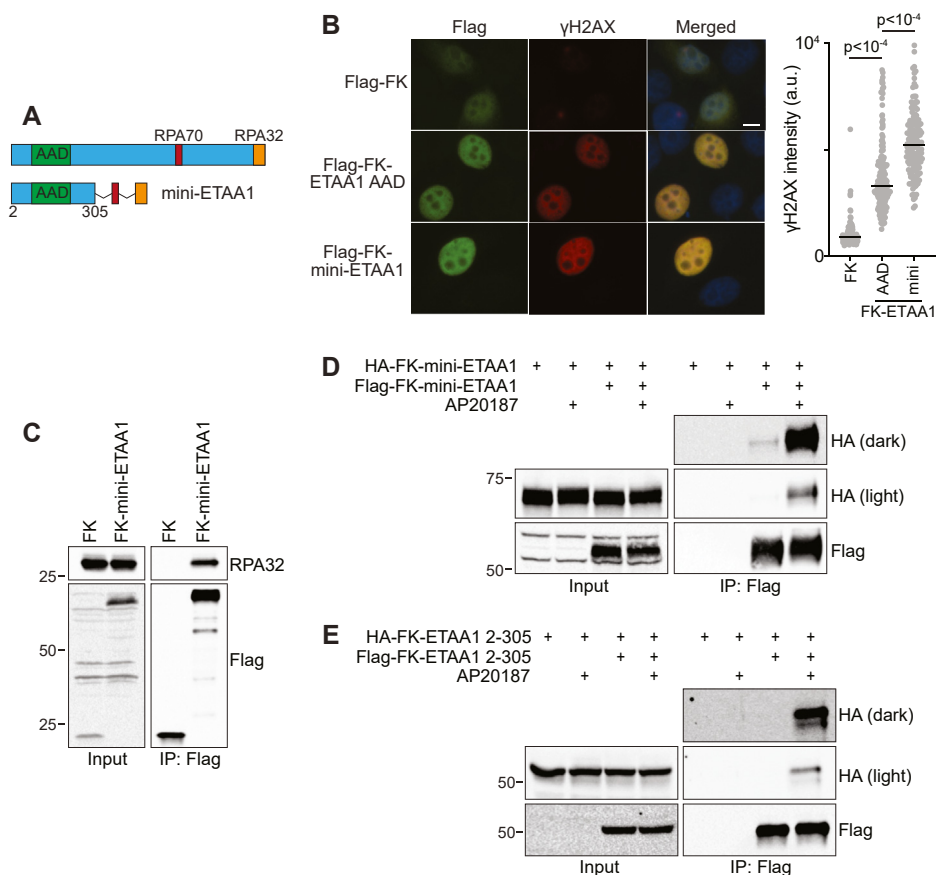 A
RPA70 RPA32
AAD
AAD mini-ETAA1
2 305
B
Flag γH2AX Merged
Flag-FK
Flag-FK-
ETAA1 AAD
Flag-FK-
mini-ETAA1
p<10-4
p<10-4
10⁴
γH2AX intensity (a.u.)
0
FK AAD mini
FK-ETAA1
C
FK FK-mini-ETAA1 FK FK-mini-ETAA1
25 RPA32
50
25
Flag
Input IP: Flag
D
HA-FK-mini-ETAA1 + + + + + + + +
Flag-FK-mini-ETAA1 + + + +
AP20187 + + + +
HA (dark)
75 HA (light)
50 Flag
Input IP: Flag
E
HA-FK-ETAA1 2-305 + + + + + + + +
Flag-FK-ETAA1 2-305 + + + +
AP20187 + + + +
HA (dark)
50 HA (light)
50 Flag
Input IP: Flag